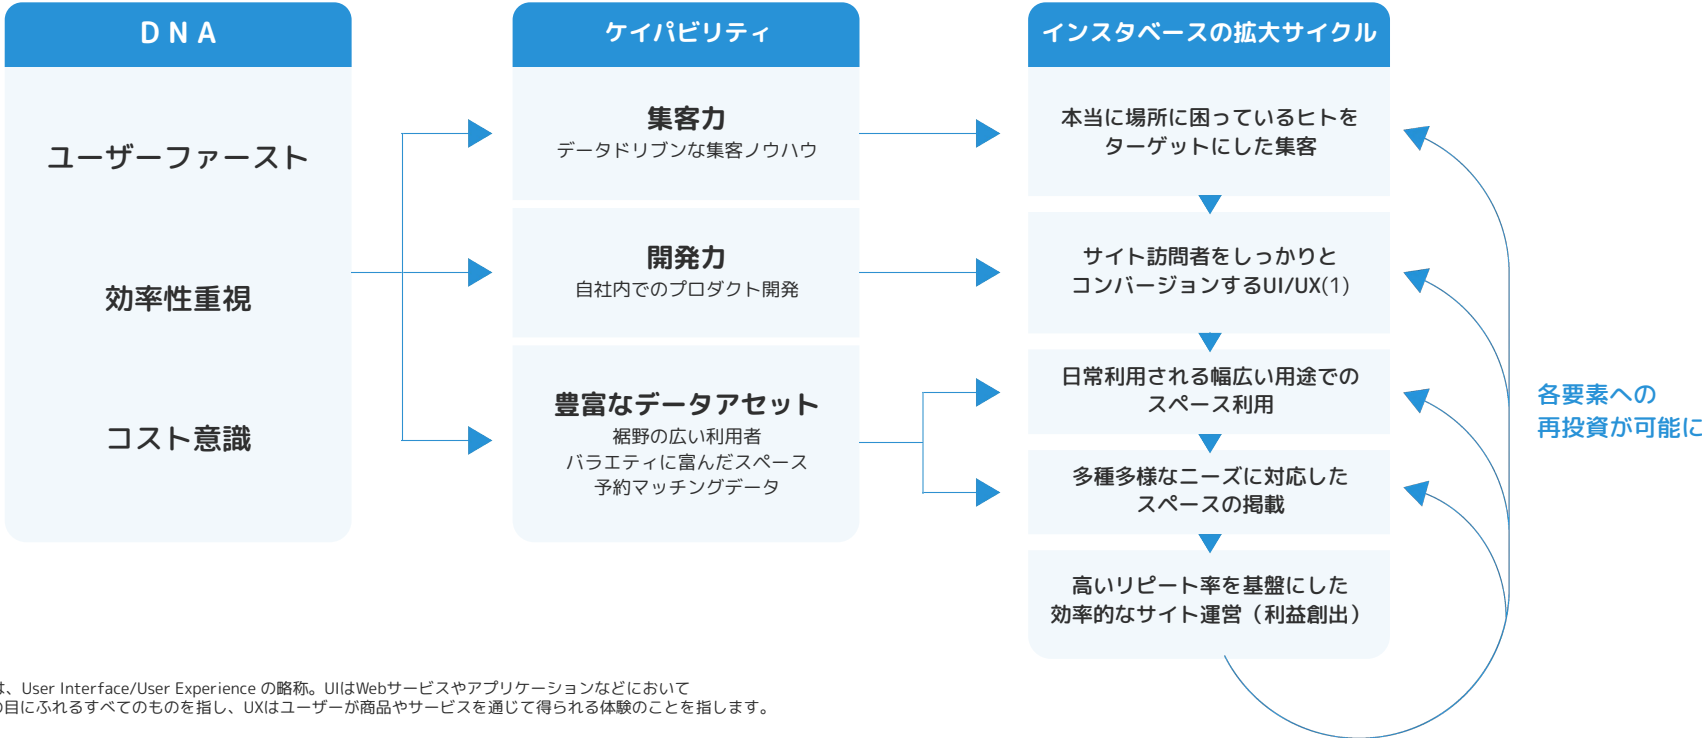 DNA
ユーザーファースト
効率性重視
コスト意識
ケイパビリティ
集客力
データドリブンな集客ノウハウ
開発力
自社内でのプロダクト開発
豊富なデータアセット
裾野の広い利用者
バラエティに富んだスペース
予約マッチングデータ
インスタベースの拡大サイクル
本当に場所に困っているヒトを
ターゲットにした集客
サイト訪問者をしっかりと
コンバージョンするUI/UX(1)
日常利用される幅広い用途での
スペース利用
多種多様なニーズに対応した
スペースの掲載
高いリピート率を基盤にした
効率的なサイト運営（利益創出）
各要素への
再投資が可能に
は、User Interface/User Experience の略称。UIはWebサービスやアプリケーションなどにおいて
の目にふれるすべてのものを指し、UXはユーザーが商品やサービスを通じて得られる体験のことを指します。